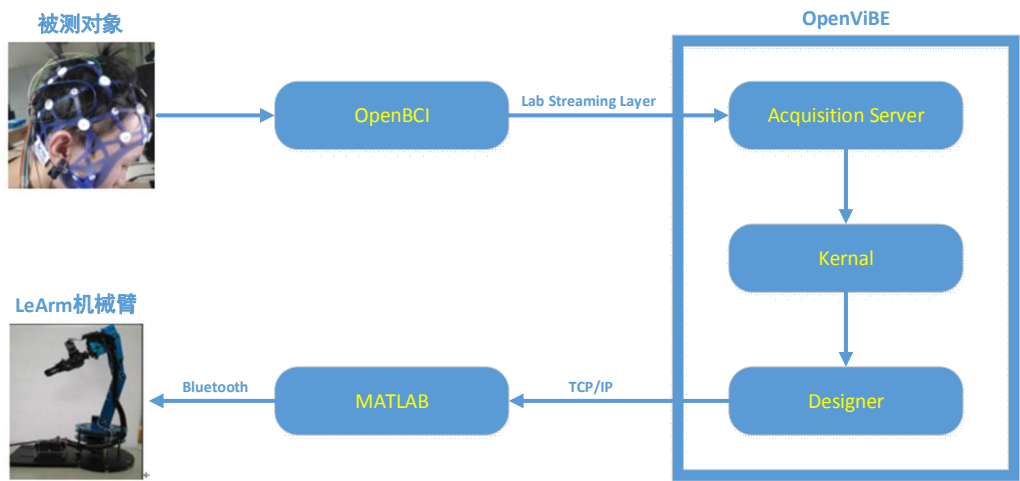 被测对象
OpenViBE
OpenBCI
Lab Streaming Layer
Acquisition Server
Kernal
LeArm机械臂
Bluetooth
MATLAB
TCP/IP
Designer